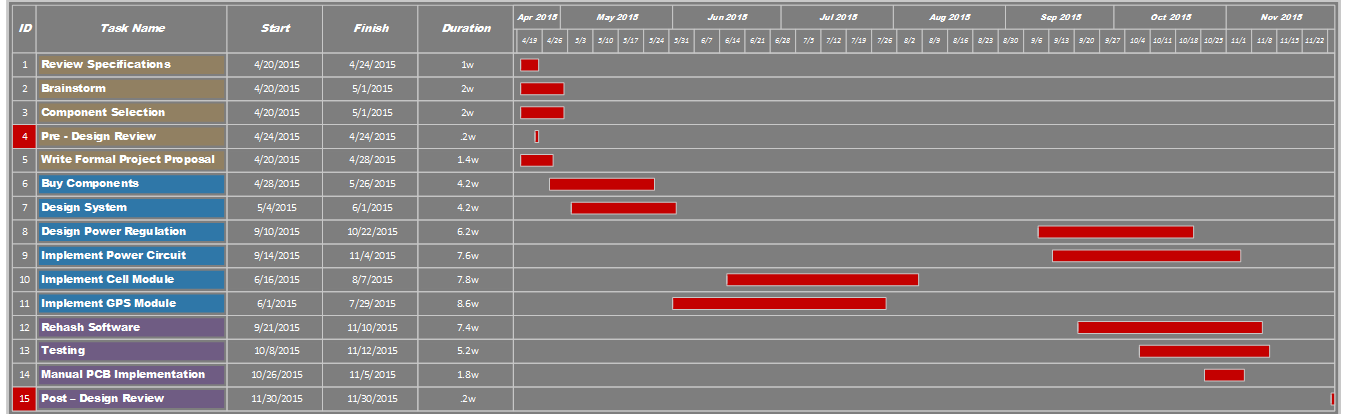 ID Task Name Start Finish Duration Apr 2015 May 2015 Jun 2015 Jul 2015 Aug 2015 Sep 2015 Oct 2015 Nov 2015
4/19 4/26 5/3 5/10 5/17 5/24 5/31 6/7 6/14 6/21 6/28 7/5 7/12 7/19 7/26 8/2 8/9 8/16 8/23 8/30 9/6 9/13 9/20 9/27 10/4 10/11 10/18 10/25 11/1 11/8 11/15 11/22
1 Review Specifications 4/20/2015 4/24/2015 1w
2 Brainstorm 4/20/2015 5/1/2015 2w
3 Component Selection 4/20/2015 5/1/2015 2w
4 Pre - Design Review 4/24/2015 4/24/2015 .2w
5 Write Formal Project Proposal 4/20/2015 4/28/2015 1.4w
6 Buy Components 4/28/2015 5/26/2015 4.2w
7 Design System 5/4/2015 6/1/2015 4.2w
8 Design Power Regulation 9/10/2015 10/22/2015 6.2w
9 Implement Power Circuit 9/14/2015 11/4/2015 7.6w
10 Implement Cell Module 6/16/2015 8/7/2015 7.8w
11 Implement GPS Module 6/1/2015 7/29/2015 8.6w
12 Rehash Software 9/21/2015 11/10/2015 7.4w
13 Testing 10/8/2015 11/12/2015 5.2w
14 Manual PCB Implementation 10/26/2015 11/5/2015 1.8w
15 Post – Design Review 11/30/2015 11/30/2015 .2w